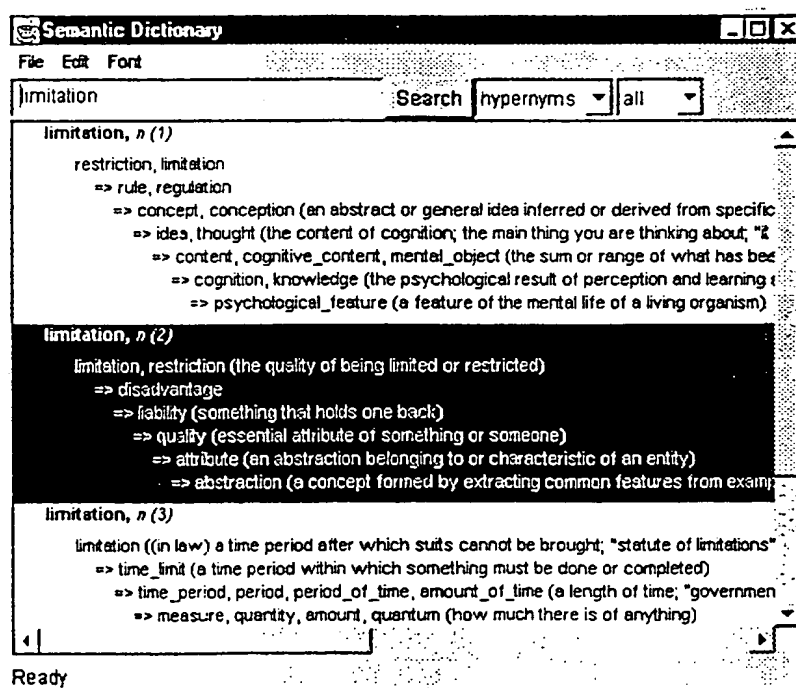 Semantic Dictionary
File Edit Font
limitation Search hypernyms all
limitation, n (1)
restriction, limitation
=> rule, regulation
=> concept, conception (an abstract or general idea inferred or derived from specific
=> idea, thought (the content of cognition; the main thing you are thinking about; "it
=> content, cognitive_content, mental_object (the sum or range of what has bee
=> cognition, knowledge (the psychological result of perception and learning
=> psychological_feature (a feature of the mental life of a living organism)
limitation, n (2)
limitation, restriction (the quality of being limited or restricted)
=> disadvantage
=> liability (something that holds one back)
=> quality (essential attribute of something or someone)
=> attribute (an abstraction belonging to or characteristic of an entity)
=> abstraction (a concept formed by extracting common features from examp
limitation, n (3)
limitation ((in law) a time period after which suits cannot be brought; "statute of limitations"
=> time_limit (a time period within which something must be done or completed)
=> time_period, period, period_of_time, amount_of_time (a length of time; "governmen
=> measure, quantity, amount, quantum (how much there is of anything)
Ready